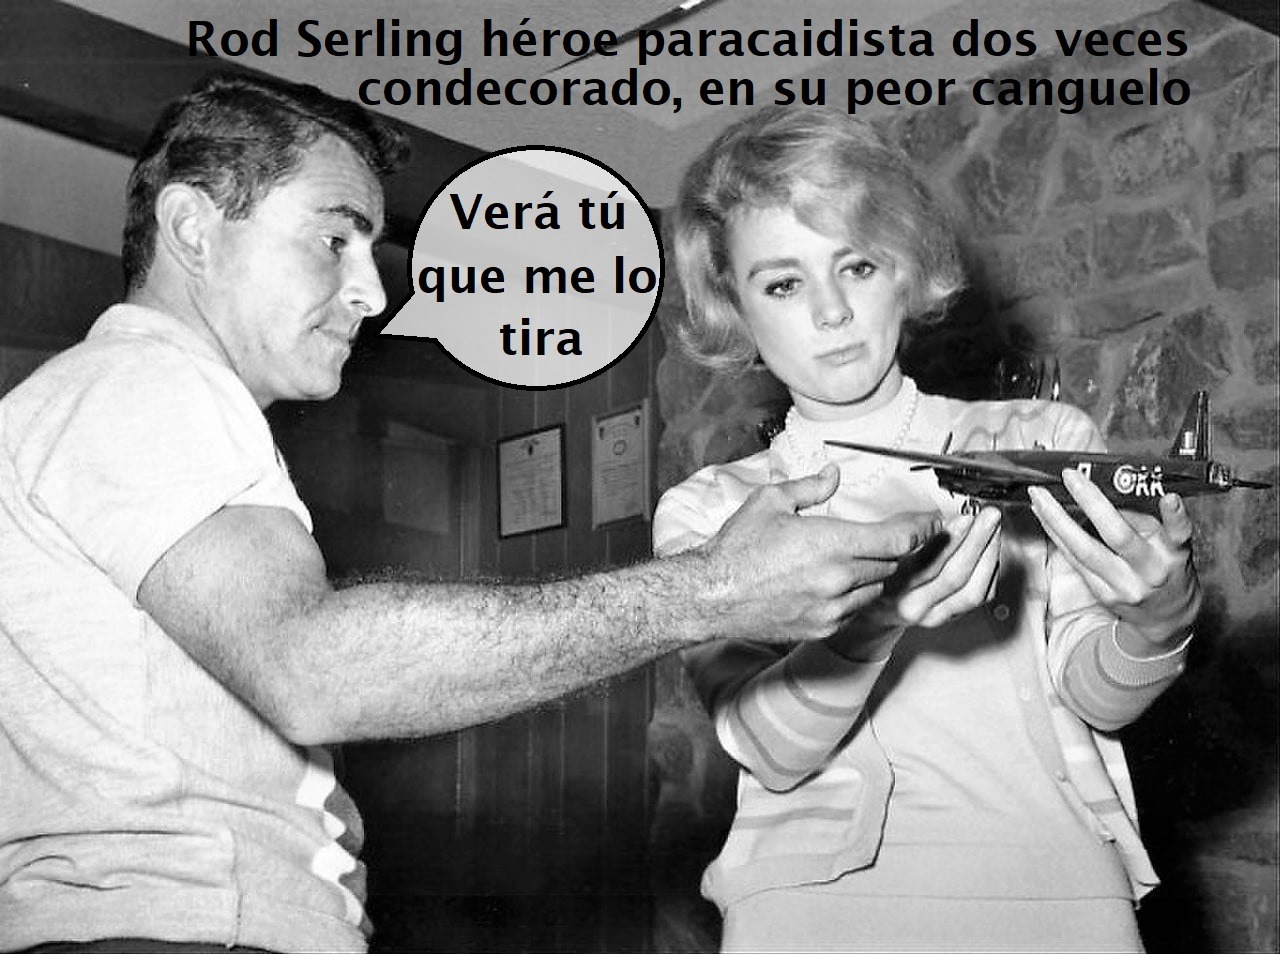 Rod Serling héroe paracaidista dos veces
condecorado, en su peor canguelo
Verá tú
que me lo
tira